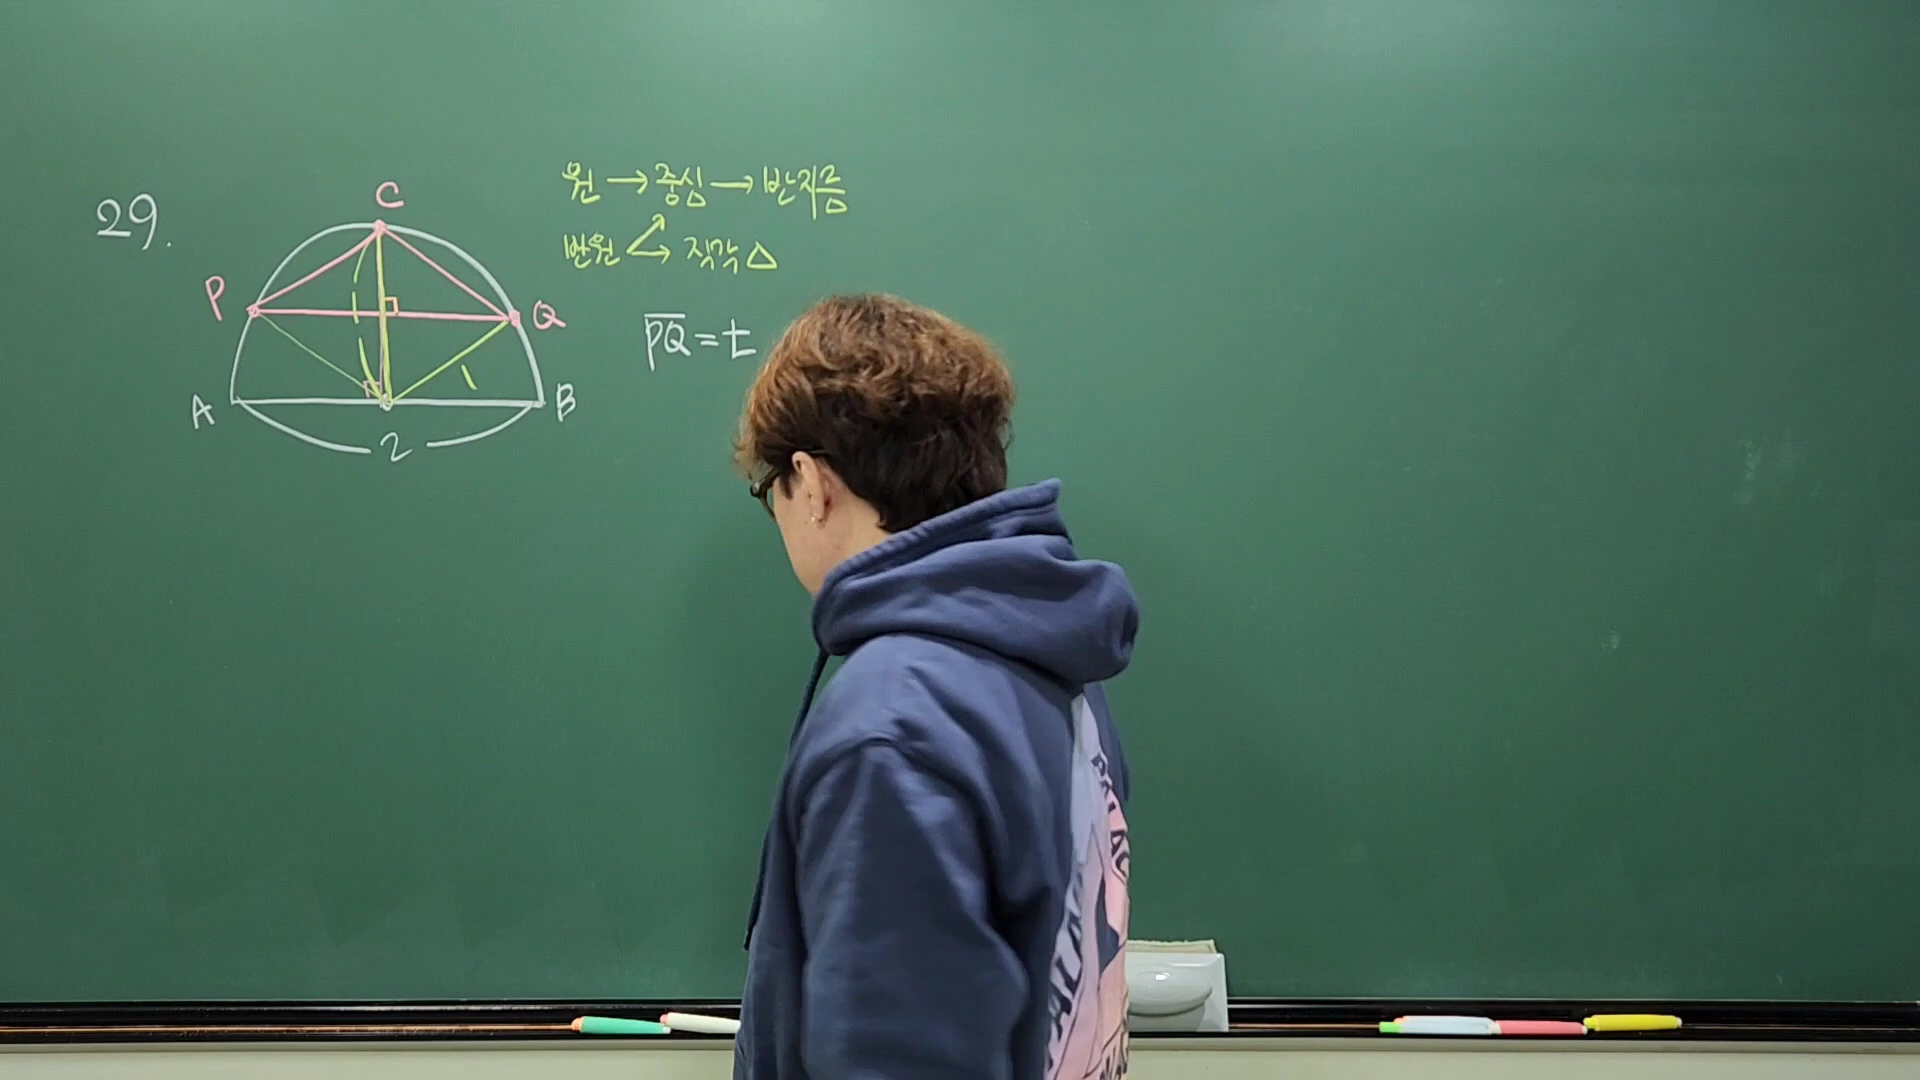 29.
C
P
Q
A
B
2
1
1
원 → 중심 → 반지름
반원 → 직각 △
PQ = t